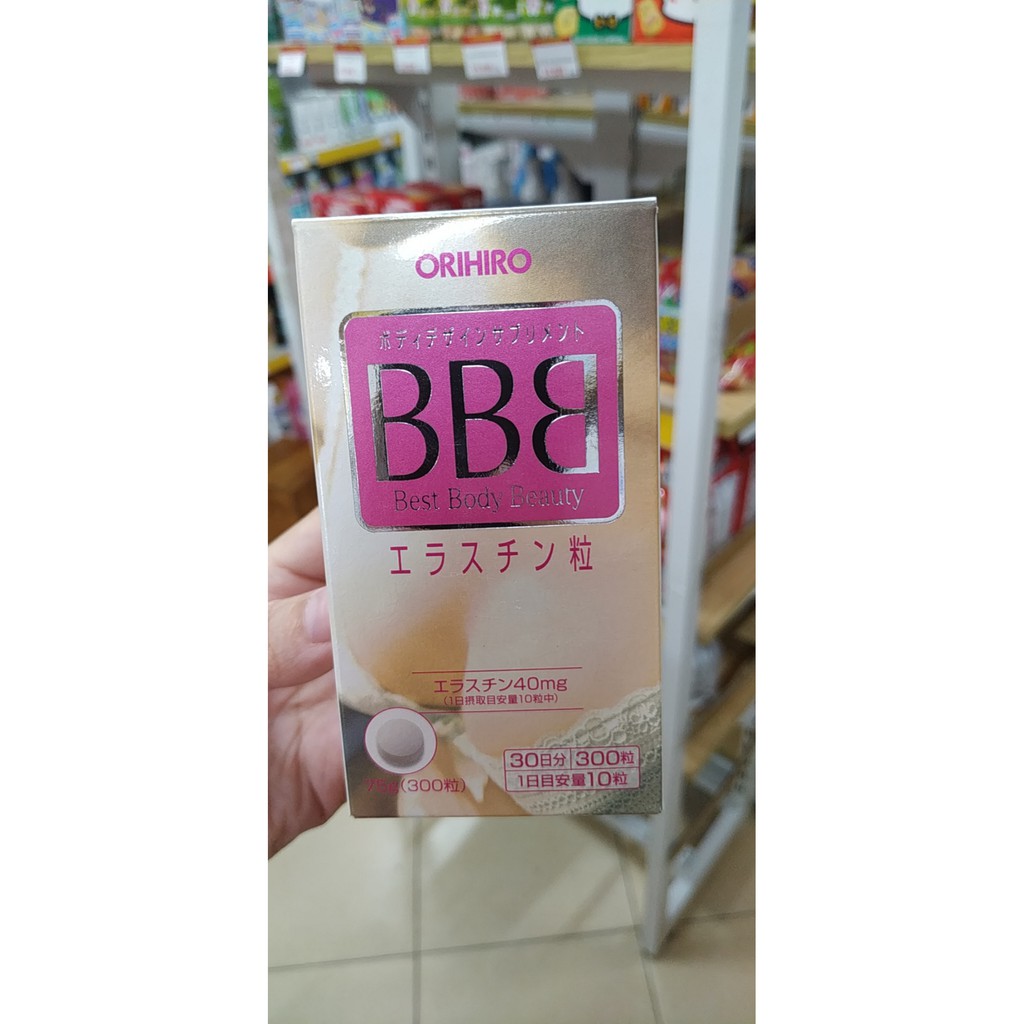 ORIHIRO
ボディデザインサプリメント
BBB
Best Body Beauty
エラスチン粒
エラスチン40mg
(1日摂取目安量10粒中)
30日分 300粒
1日目安量10粒
75g(300粒)